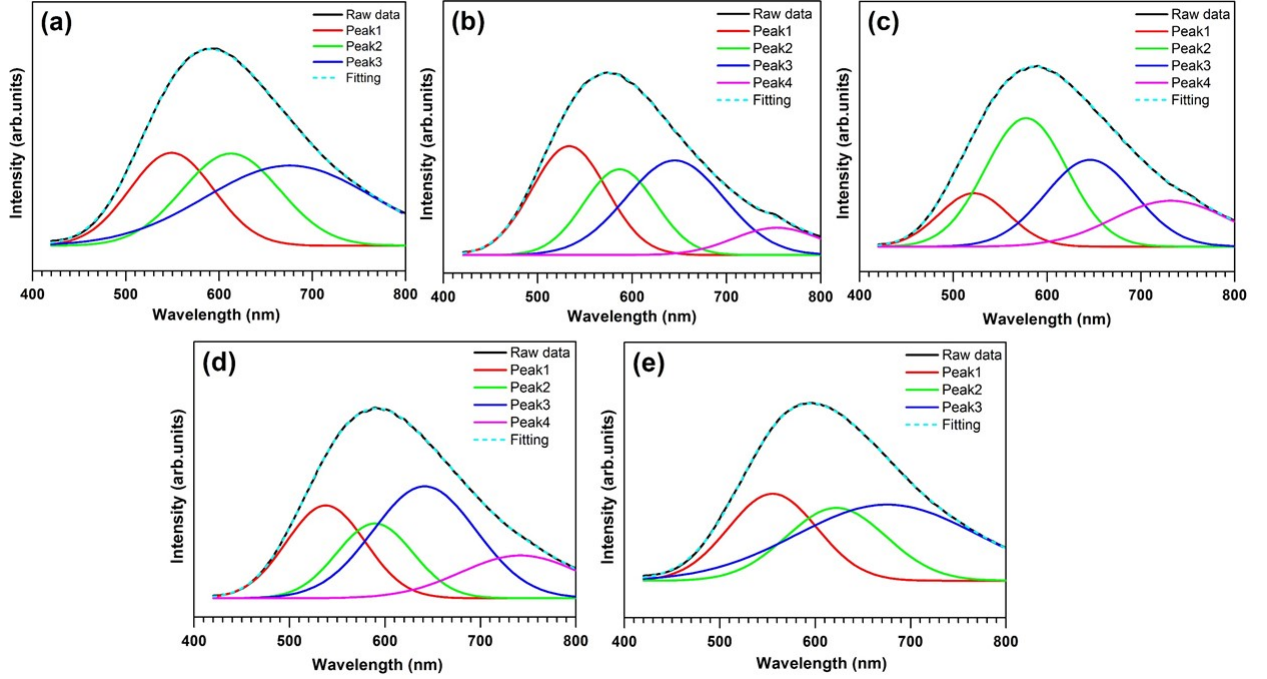 (a)
Raw data
Peak1
Peak2
Peak3
Fitting
Intensity (arb.units)
400 500 600 700 800
Wavelength (nm)
(b)
Raw data
Peak1
Peak2
Peak3
Peak4
Fitting
Intensity (arb.units)
400 500 600 700 800
Wavelength (nm)
(c)
Raw data
Peak1
Peak2
Peak3
Peak4
Fitting
Intensity (arb.units)
400 500 600 700 800
Wavelength (nm)
(d)
Raw data
Peak1
Peak2
Peak3
Peak4
Fitting
Intensity (arb.units)
400 500 600 700 800
Wavelength (nm)
(e)
Raw data
Peak1
Peak2
Peak3
Fitting
Intensity (arb.units)
400 500 600 700 800
Wavelength (nm)